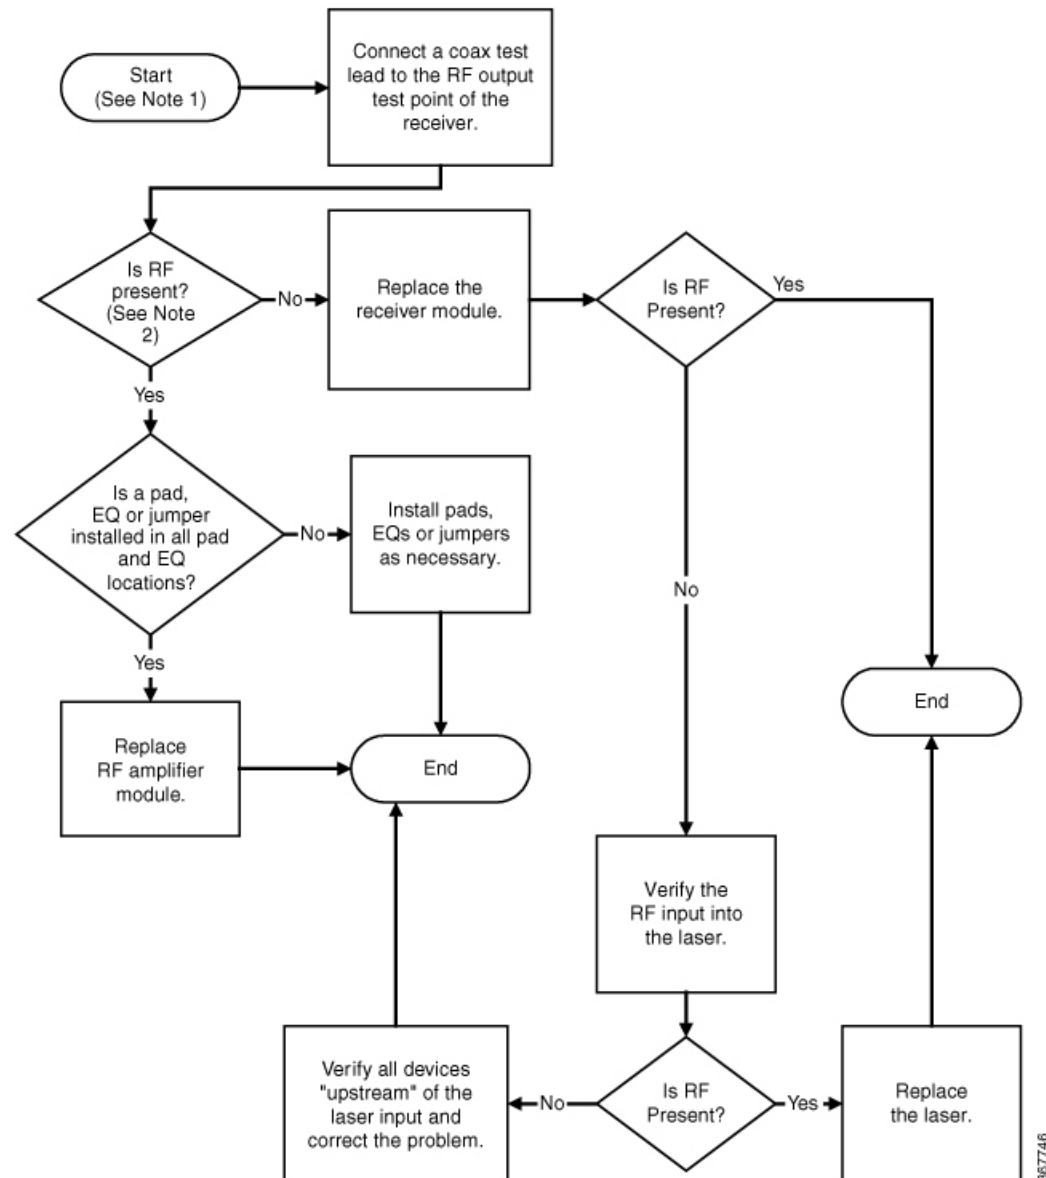 Start
(See Note 1)
Connect a coax test
lead to the RF output
test point of the
receiver.
Is RF
present?
(See Note
2)
No
Replace the
receiver module.
Is RF
Present?
Yes
Yes
Is a pad,
EQ or jumper
installed in all pad
and EQ
locations?
No
Install pads,
EQs or jumpers
as necessary.
No
Yes
Replace
RF amplifier
module.
End
End
Verify the
RF input into
the laser.
Verify all devices
"upstream" of the
laser input and
correct the problem.
No
Is RF
Present?
Yes
Replace
the laser.
367746